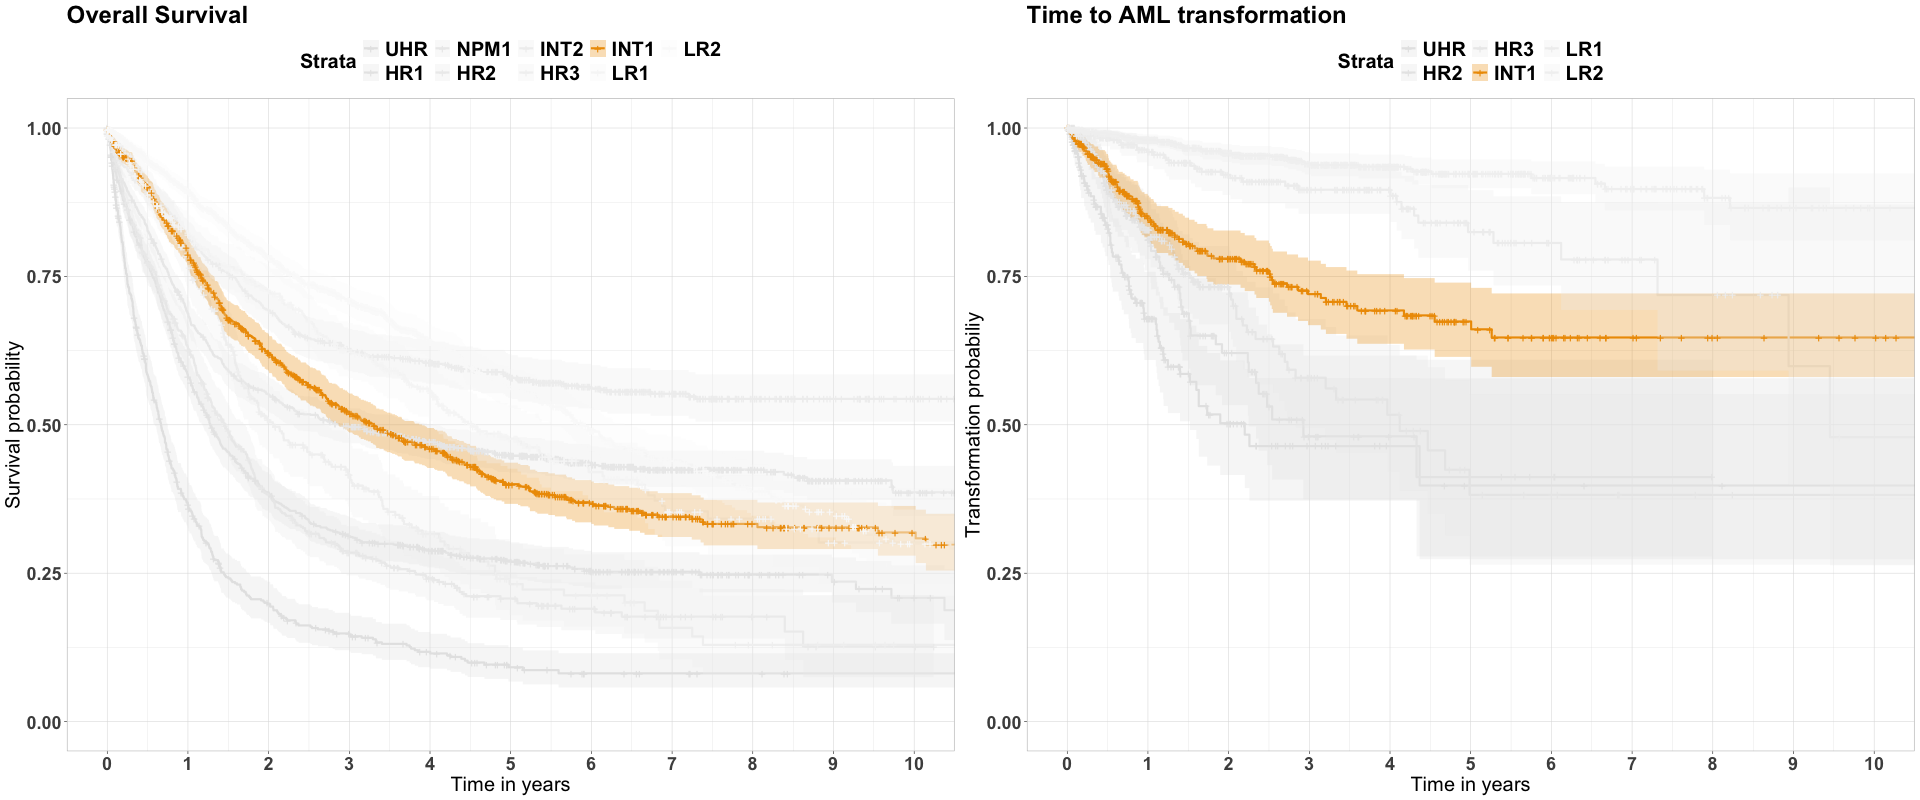 Overall Survival
Strata
UHR NPM1 INT2 INT1 LR2
HR1 HR2 HR3 LR1
Survival probability
1.00
0.75
0.50
0.25
0.00
0 1 2 3 4 5 6 7 8 9 10
Time in years
Time to AML transformation
Strata
UHR HR3 LR1
HR2 INT1 LR2
Transformation probabiliy
1.00
0.75
0.50
0.25
0.00
0 1 2 3 4 5 6 7 8 9 10
Time in years